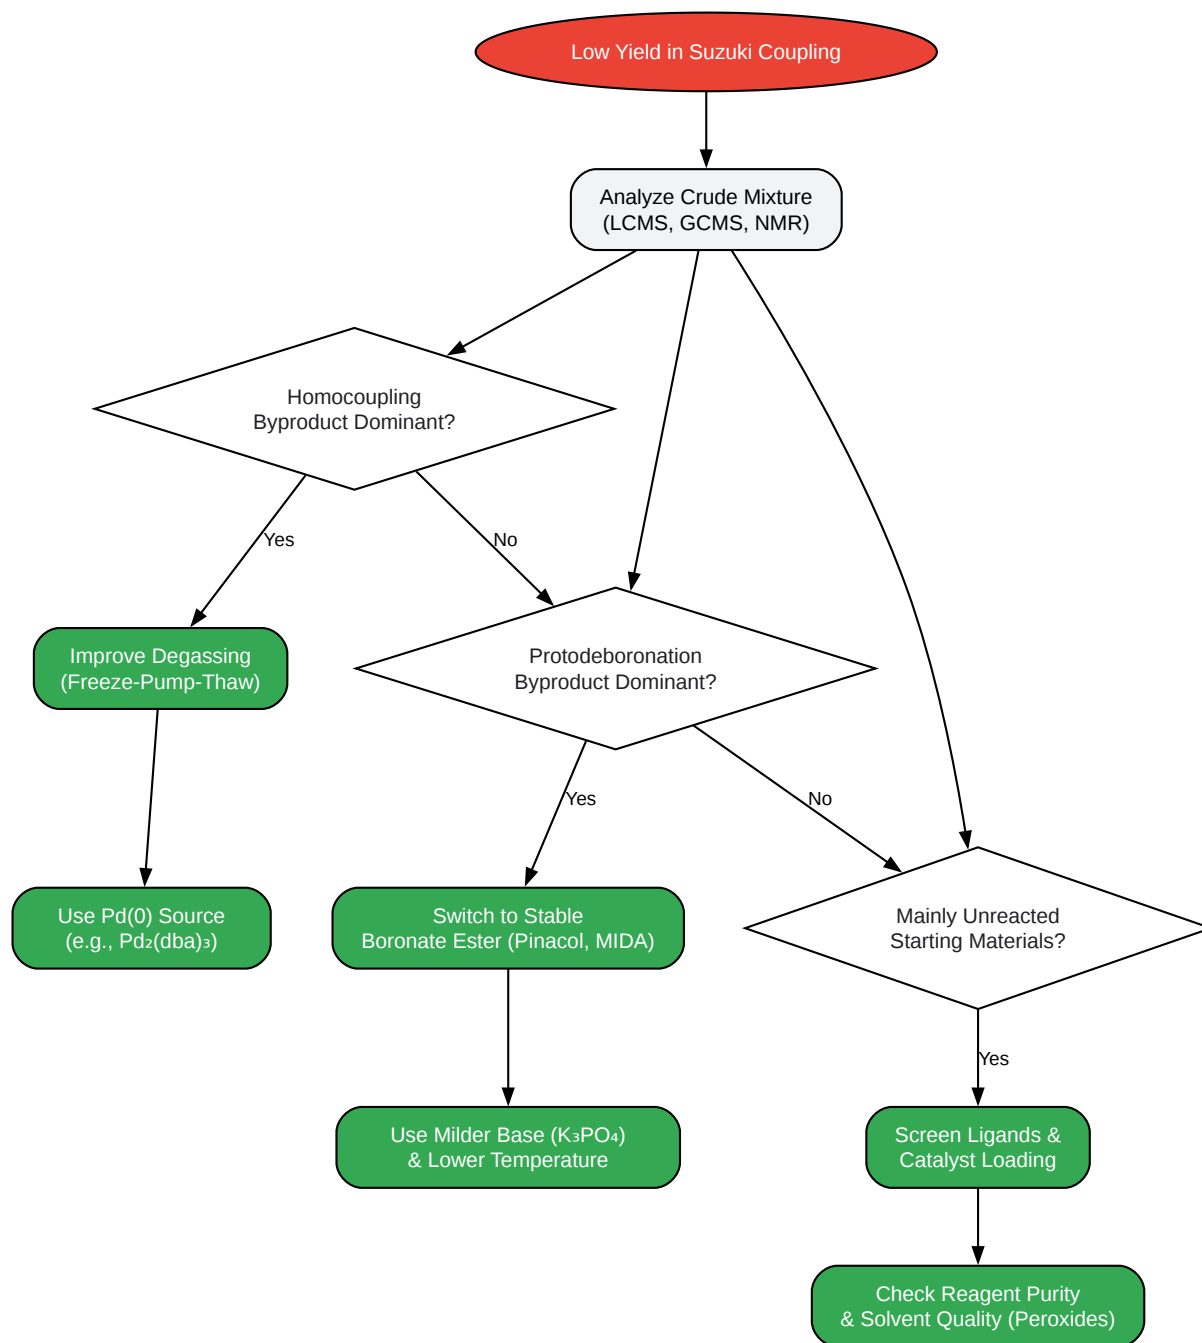 Low Yield in Suzuki Coupling
Analyze Crude Mixture
(LCMS, GCMS, NMR)
Homocoupling
Byproduct Dominant?
Yes
No
Improve Degassing
(Freeze-Pump-Thaw)
Protodeboronation
Byproduct Dominant?
Yes
No
Use Pd(0) Source
(e.g., Pd₂(dba)₃)
Switch to Stable
Boronate Ester (Pinacol, MIDA)
Mainly Unreacted
Starting Materials?
Yes
Use Milder Base (K₃PO₄)
& Lower Temperature
Screen Ligands &
Catalyst Loading
Check Reagent Purity
& Solvent Quality (Peroxides)